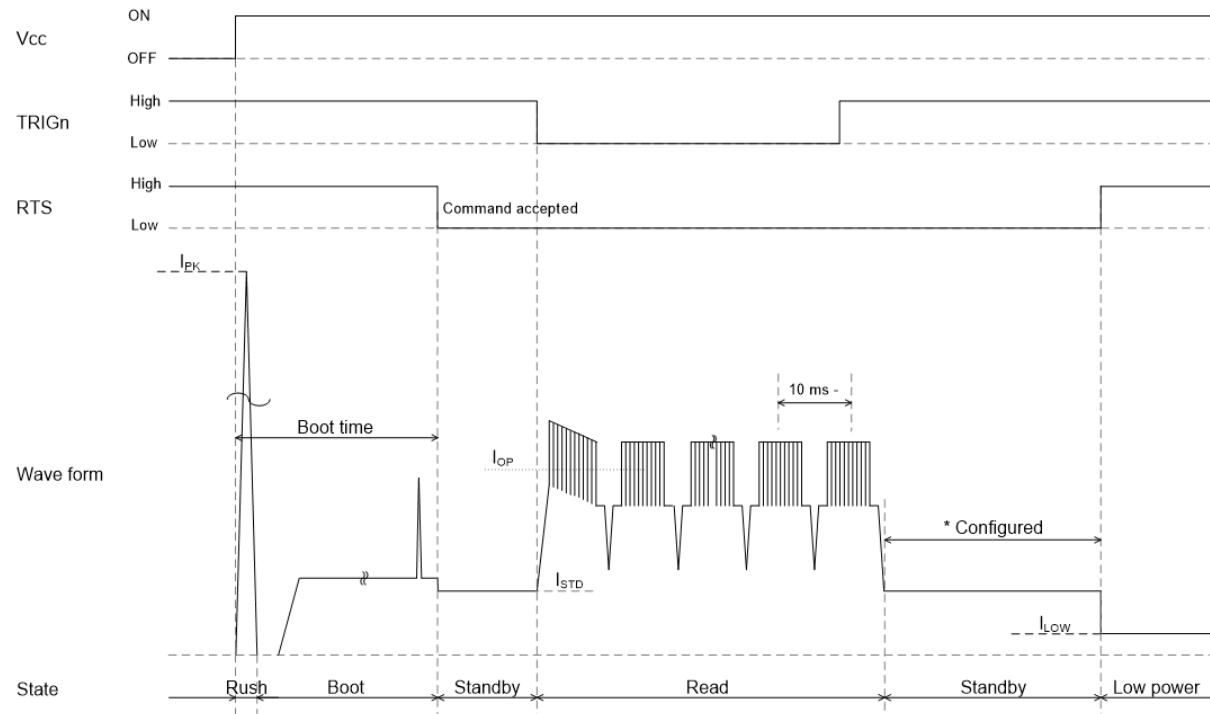 ON
Vcc
OFF
High
TRIGn
Low
High
RTS
Command accepted
Low
IPK
10 ms -
Boot time
IOP
Wave form
* Configured
ISTD
ILOW
State Rush Boot Standby Read Standby Low power